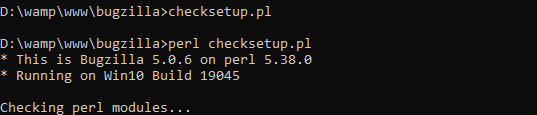 D:\wamp\www\bugzilla>checksetup.pl
D:\wamp\www\bugzilla>perl checksetup.pl
* This is Bugzilla 5.0.6 on perl 5.38.0
* Running on Win10 Build 19045
Checking perl modules...